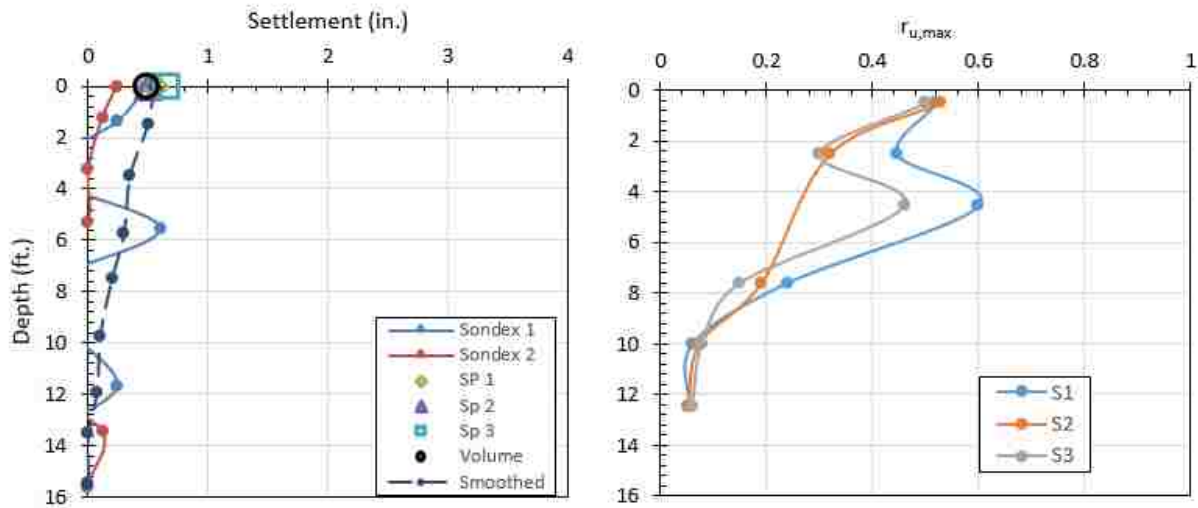 Settlement (in.)
0 1 2 3 4
0
2
4
6
8
10
12
14
16
Depth (ft.)
Sondex 1
Sondex 2
SP 1
Sp 2
Sp 3
Volume
Smoothed
ru,max
0 0.2 0.4 0.6 0.8 1
0
2
4
6
8
10
12
14
16
S1
S2
S3